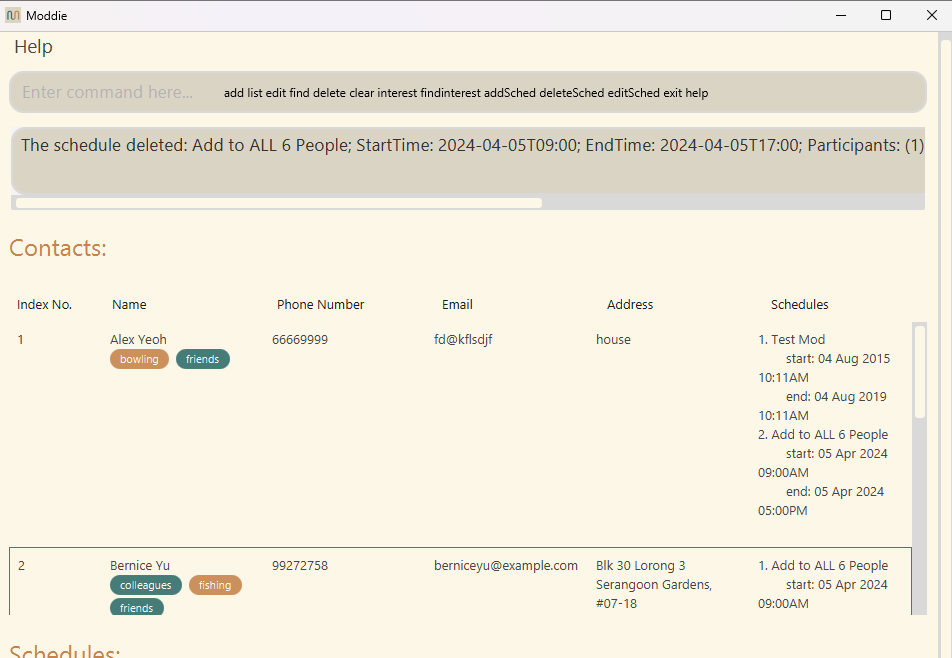 Moddie
Help
Enter command here... add list edit find delete clear interest findinterest addSched deleteSched editSched exit help
The schedule deleted: Add to ALL 6 People; StartTime: 2024-04-05T09:00; EndTime: 2024-04-05T17:00; Participants: (1)
Contacts:
Index No. Name Phone Number Email Address Schedules
1 Alex Yeoh 66669999 fd@kflsdjf house 1. Test Mod
bowling friends start: 04 Aug 2015
10:11AM
end: 04 Aug 2019
10:11AM
2. Add to ALL 6 People
start: 05 Apr 2024
09:00AM
end: 05 Apr 2024
05:00PM
2 Bernice Yu 99272758 berniceyu@example.com Blk 30 Lorong 3 1. Add to ALL 6 People
colleagues fishing Serangoon Gardens, start: 05 Apr 2024
friends #07-18 09:00AM
Schedules: